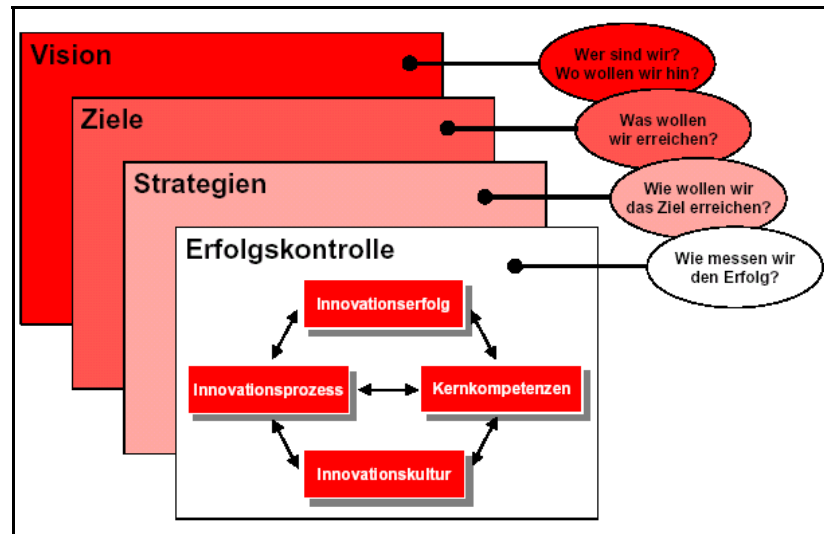 Vision
Wer sind wir?
Wo wollen wir hin?
Ziele
Was wollen
wir erreichen?
Strategien
Wie wollen wir
das Ziel erreichen?
Erfolgskontrolle
Wie messen wir
den Erfolg?
Innovationserfolg
Innovationsprozess
Kernkompetenzen
Innovationskultur